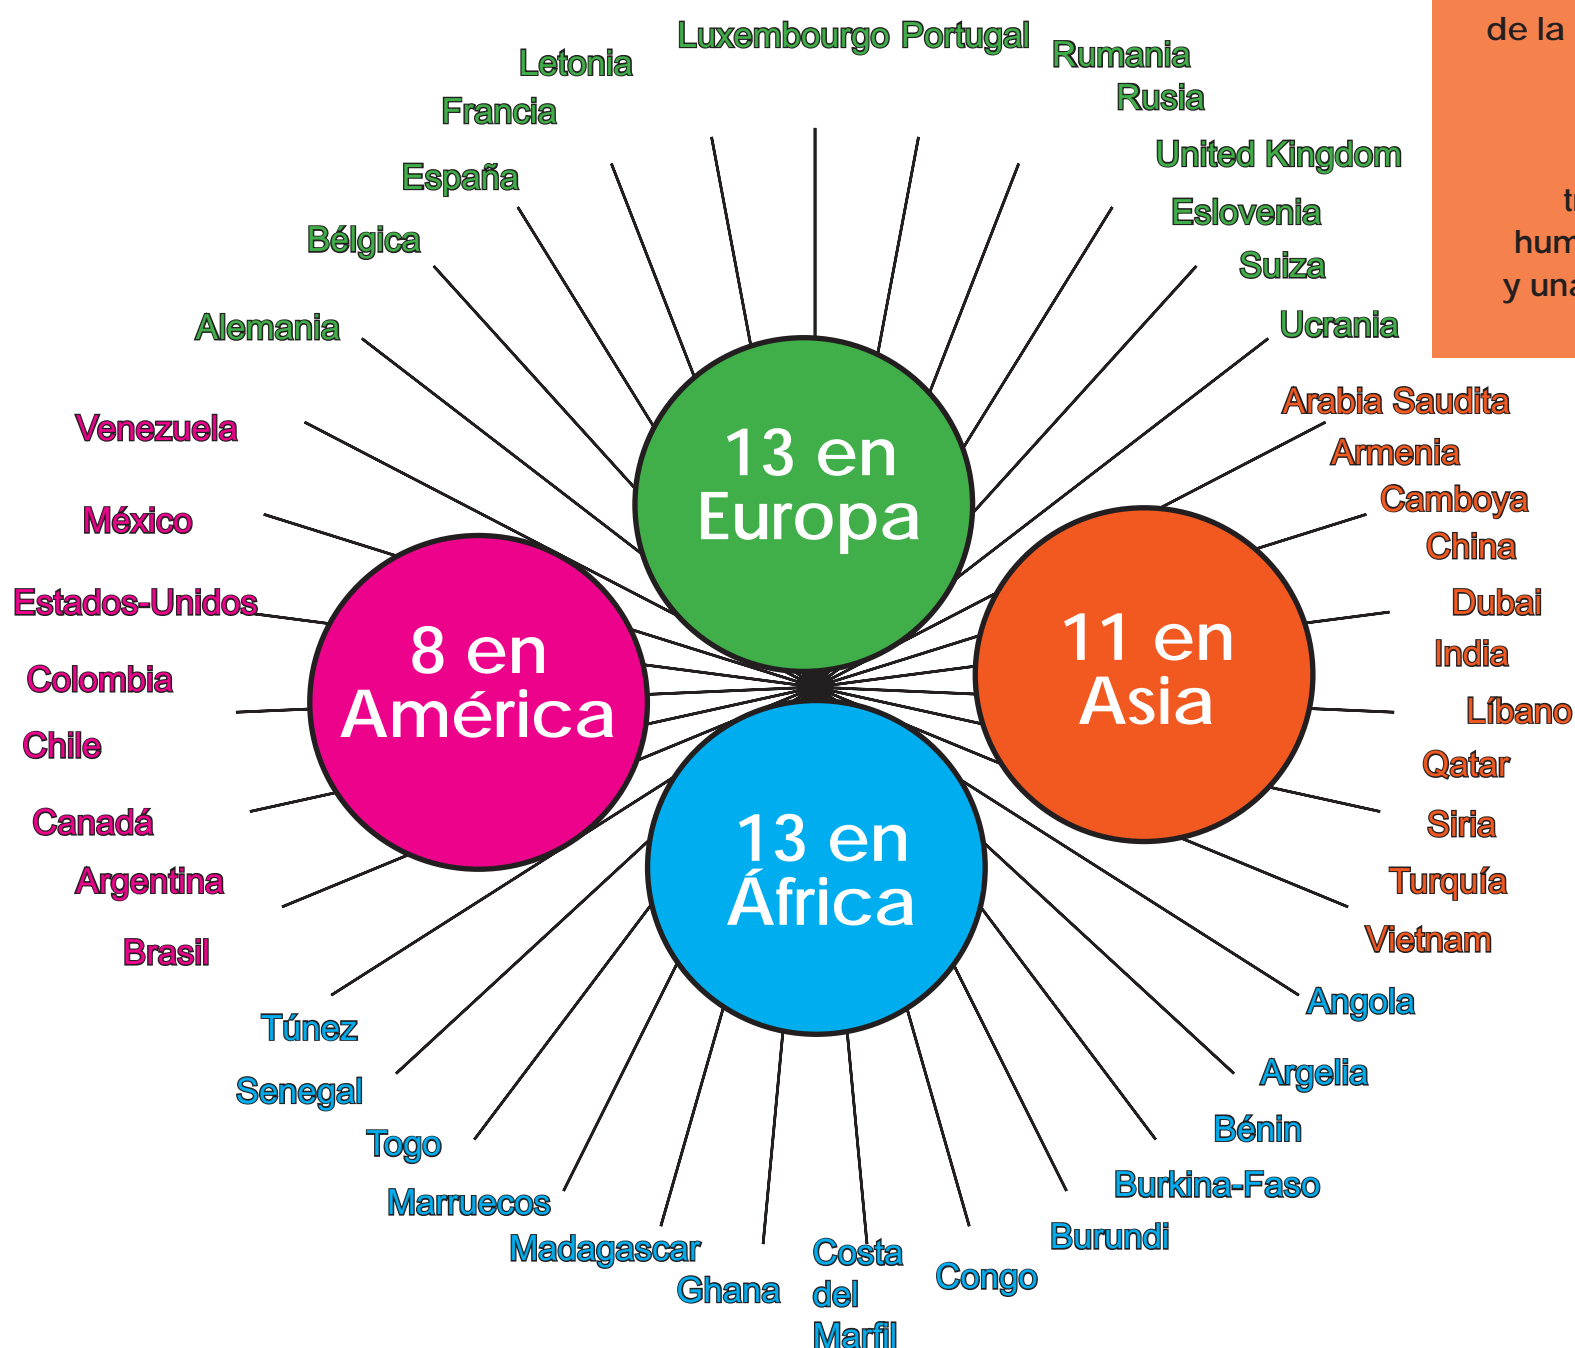 Luxembourgo Portugal
Letonia
Rumania
Francia
Rusia
España
United Kingdom
Bélgica
Eslovenia
Suiza
Alemania
Ucrania
13 en
Europa
Venezuela
México
Estados-Unidos
Colombia
Chile
Canadá
Argentina
Brasil
8 en
América
Arabia Saudita
Armenia
Camboya
China
Dubai
India
Líbano
Qatar
Siria
Turquía
Vietnam
11 en
Asia
13 en
África
Túnez
Senegal
Togo
Marruecos
Madagascar
Ghana
Costa
del
Marfil
Congo
Burundi
Burkina-Faso
Bénin
Argelia
Angola
de la